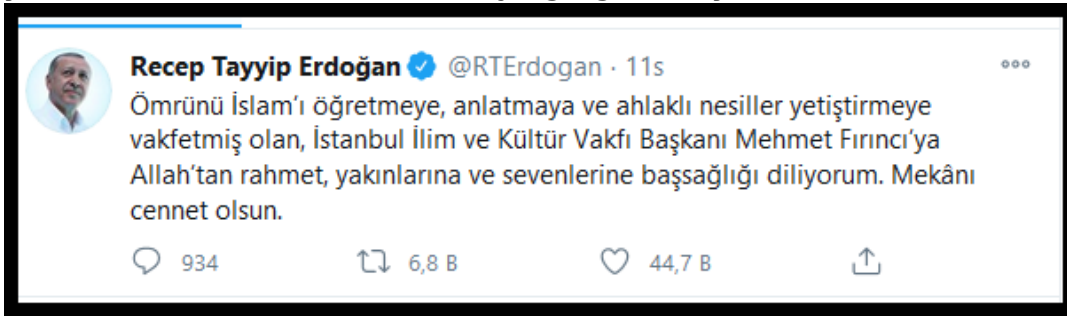 Recep Tayyip Erdoğan @RTErdogan · 11s
Ömrünü İslam’ı öğretmeye, anlatmaya ve ahlaklı nesiller yetiştirmeye
vakfetmiş olan, İstanbul İlim ve Kültür Vakfı Başkanı Mehmet Fırıncı’ya
Allah’tan rahmet, yakınlarına ve sevenlerine başsağlığı diliyorum. Mekânı
cennet olsun.
934 6,8 B 44,7 B